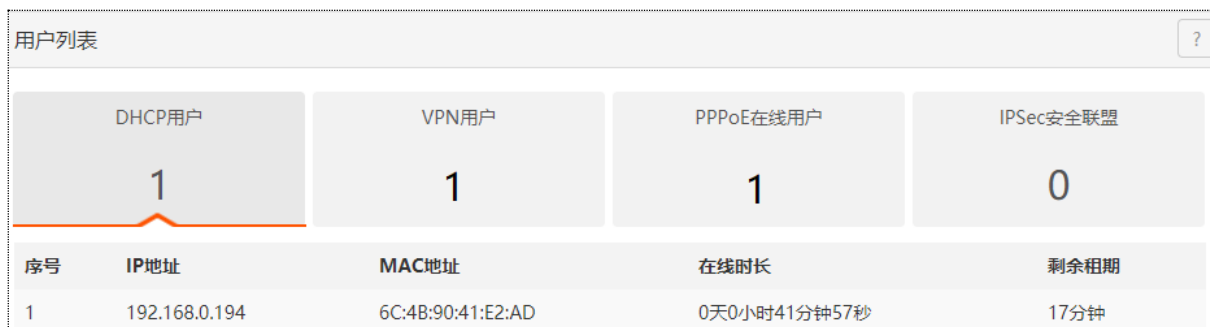 用户列表 ?
DHCP用户 VPN用户 PPPoE在线用户 IPSec安全联盟
1 1 1 0
序号 IP地址 MAC地址 在线时长 剩余租期
1 192.168.0.194 6C:4B:90:41:E2:AD 0天0小时41分钟57秒 17分钟